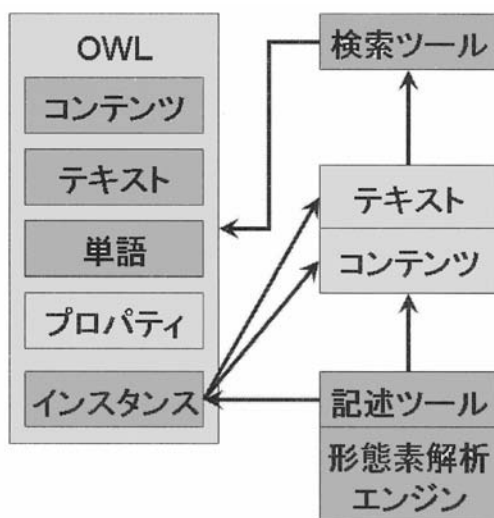 OWL
コンテンツ
テキスト
単語
プロパティ
インスタンス
検索ツール
テキスト
コンテンツ
記述ツール
形態素解析
エンジン